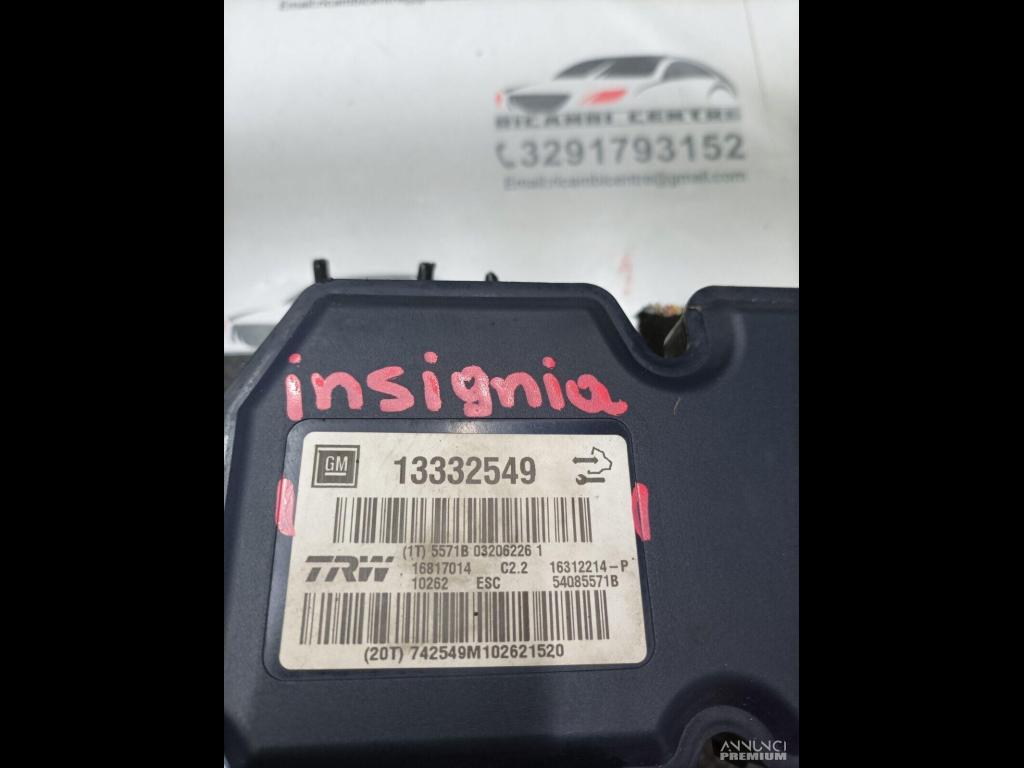 RICAMBI CENTRE
3291793152
Email:ricambicentre@gmail.com
insignia
GM 13332549
(1T) 5571B 03206226 1
TRW 16817014 C2.2 16312214-P
10262 ESC 54085571B
(20T) 742549M102621520
ANNUNCI
PREMIUM